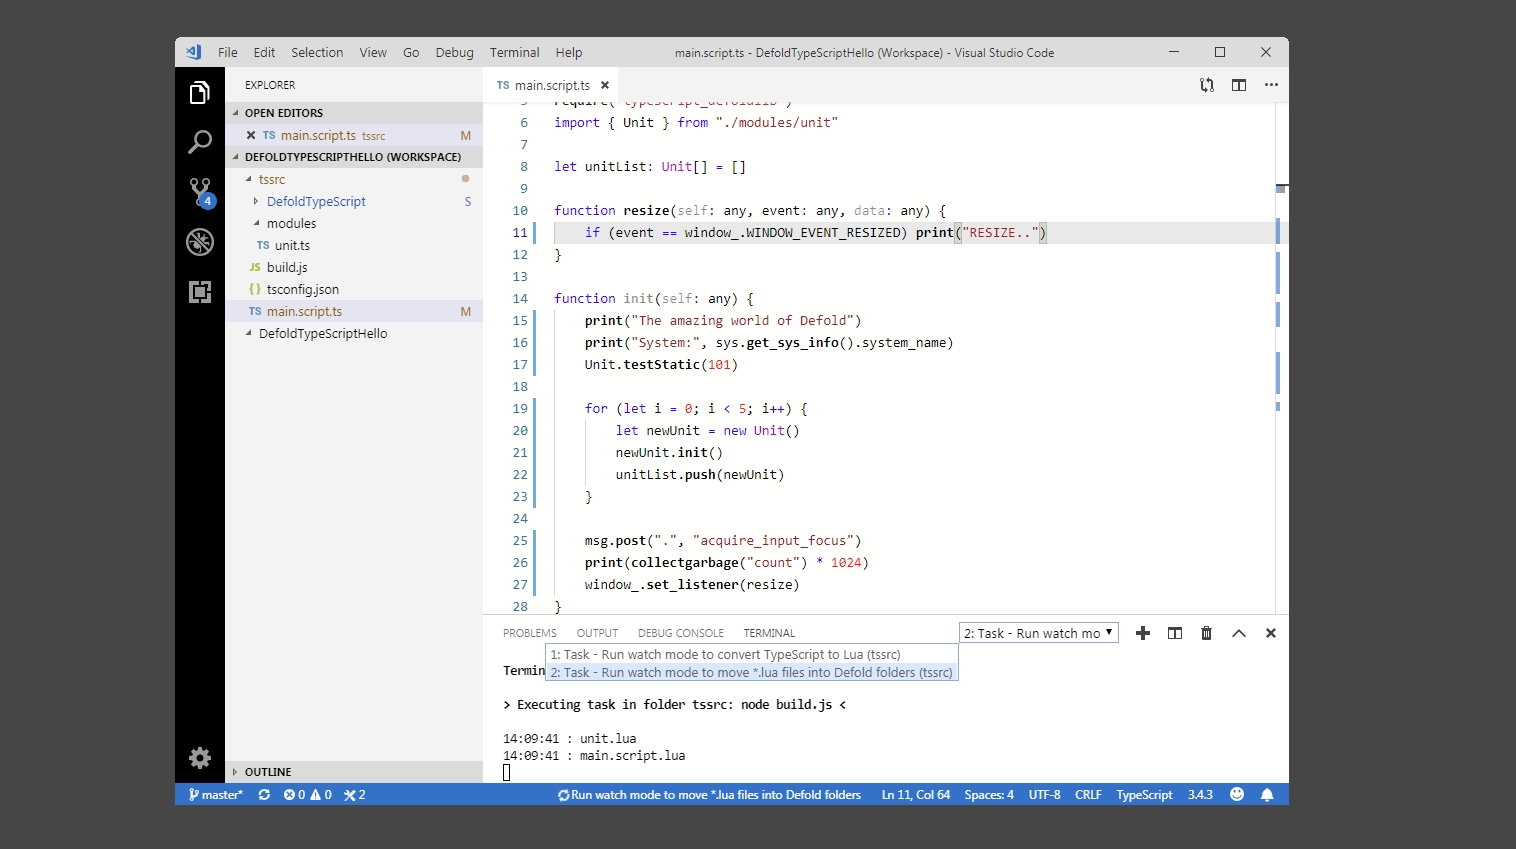 File Edit Selection View Go Debug Terminal Help main.script.ts - DefoldTypeScriptHello (Workspace) - Visual Studio Code
EXPLORER
OPEN EDITORS
TS main.script.ts tssrc M
DEFOLDTYPESCRIPTHELLO (WORKSPACE)
tssrc
DefoldTypeScript S
modules
TS unit.ts
JS build.js
{} tsconfig.json
TS main.script.ts M
DefoldTypeScriptHello
OUTLINE
4
TS main.script.ts
5 require("typescript_defoldlib")
6 import { Unit } from "./modules/unit"
7
8 let unitList: Unit[] = []
9
10 function resize(self: any, event: any, data: any) {
11 if (event == window_.WINDOW_EVENT_RESIZED) print("RESIZE..")
12 }
13
14 function init(self: any) {
15 print("The amazing world of Defold")
16 print("System:", sys.get_sys_info().system_name)
17 Unit.testStatic(101)
18
19 for (let i = 0; i < 5; i++) {
20 let newUnit = new Unit()
21 newUnit.init()
22 unitList.push(newUnit)
23 }
24
25 msg.post(".", "acquire_input_focus")
26 print(collectgarbage("count") * 1024)
27 window_.set_listener(resize)
28 }
PROBLEMS OUTPUT DEBUG CONSOLE TERMINAL 2: Task - Run watch mo
1: Task - Run watch mode to convert TypeScript to Lua (tssrc)
Termin 2: Task - Run watch mode to move *.lua files into Defold folders (tssrc)
> Executing task in folder tssrc: node build.js <
14:09:41 : unit.lua
14:09:41 : main.script.lua
master* 0 0 2 Run watch mode to move *.lua files into Defold folders Ln 11, Col 64 Spaces: 4 UTF-8 CRLF TypeScript 3.4.3